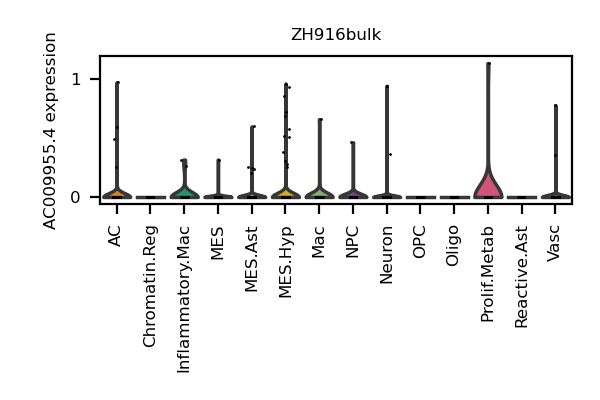 ZH916bulk
AC009955.4 expression
1
0
AC
Chromatin.Reg
Inflammatory.Mac
MES
MES.Ast
MES.Hyp
Mac
NPC
Neuron
OPC
Oligo
Prolif.Metab
Reactive.Ast
Vasc